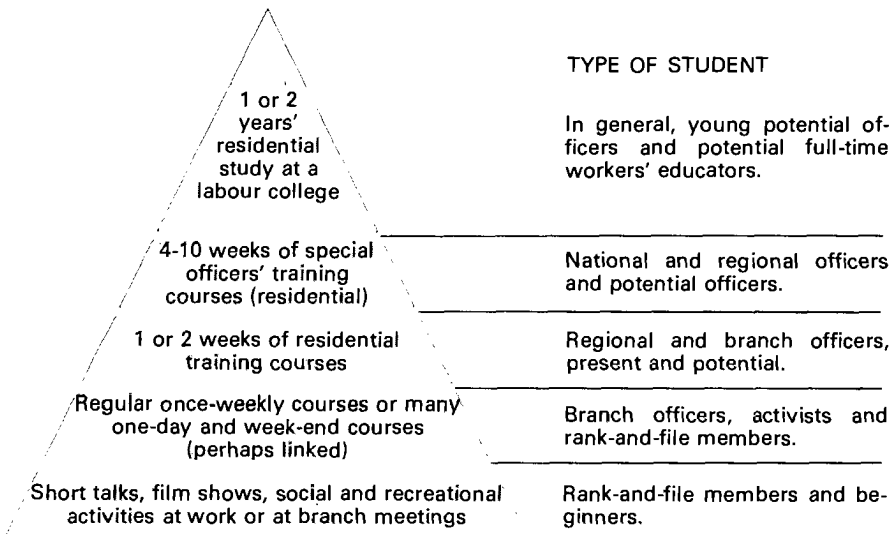 TYPE OF STUDENT
1 or 2
years'
residential
study at a
labour college
In general, young potential of-
ficers and potential full-time
workers' educators.
4-10 weeks of special
officers' training
courses (residential)
National and regional officers
and potential officers.
1 or 2 weeks of residential
training courses
Regional and branch officers,
present and potential.
Regular once-weekly courses or many
one-day and week-end courses
(perhaps linked)
Branch officers, activists and
rank-and-file members.
Short talks, film shows, social and recreational
activities at work or at branch meetings
Rank-and-file members and be-
ginners.